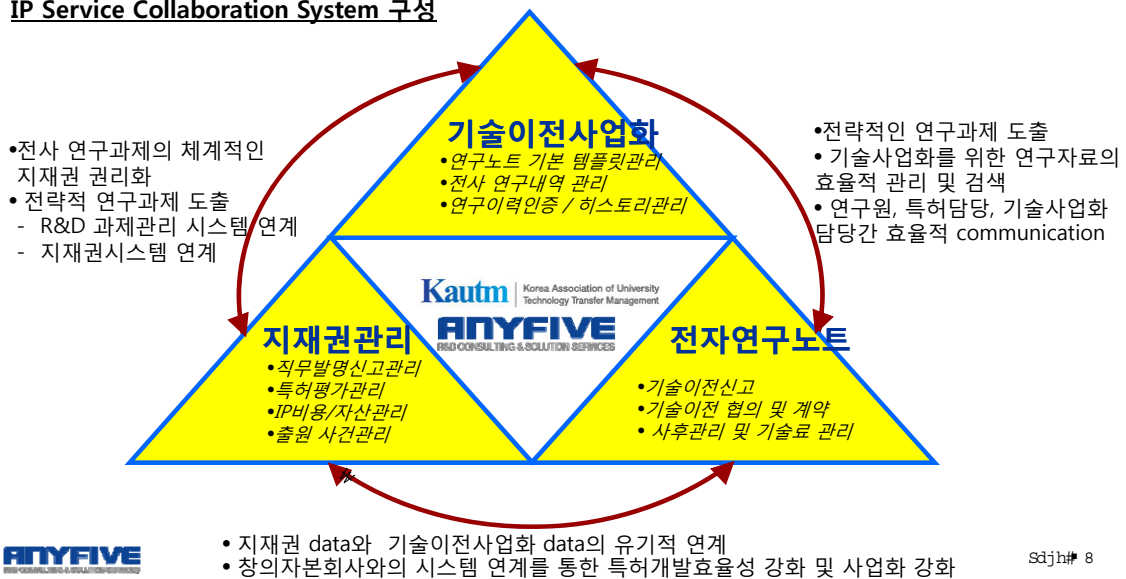 IP Service Collaboration System 구성
기술이전사업화
•연구노트 기본 템플릿관리
•전사 연구내역 관리
•연구이력인증 / 히스토리관리
•전사 연구과제의 체계적인
지재권 권리화
• 전략적 연구과제 도출
- R&D 과제관리 시스템 연계
- 지재권시스템 연계
•전략적인 연구과제 도출
• 기술사업화를 위한 연구자료의
효율적 관리 및 검색
• 연구원, 특허담당, 기술사업화
담당간 효율적 communication
Kautm
Korea Association of University
Technology Transfer Management
ANYFIVE
R&D CONSULTING & SOLUTION SERVICES
지재권관리
•직무발명신고관리
•특허평가관리
•IP비용/자산관리
•출원 사건관리
전자연구노트
•기술이전신고
•기술이전 협의 및 계약
• 사후관리 및 기술료 관리
• 지재권 data와 기술이전사업화 data의 유기적 연계
• 창의자본회사와의 시스템 연계를 통한 특허개발효율성 강화 및 사업화 강화
ANYFIVE
R&D CONSULTING & SOLUTION SERVICES
Sdjh# 8